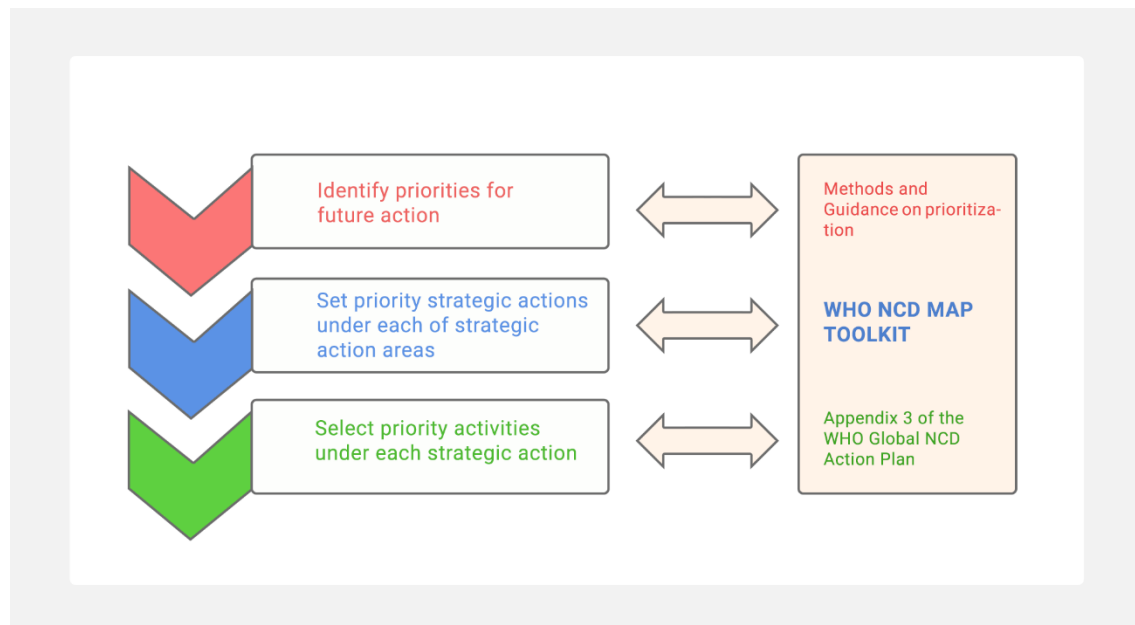 Identify priorities for
future action
Methods and
Guidance on prioritiza-
tion
Set priority strategic actions
under each of strategic
action areas
WHO NCD MAP
TOOLKIT
Select priority activities
under each strategic action
Appendix 3 of the
WHO Global NCD
Action Plan